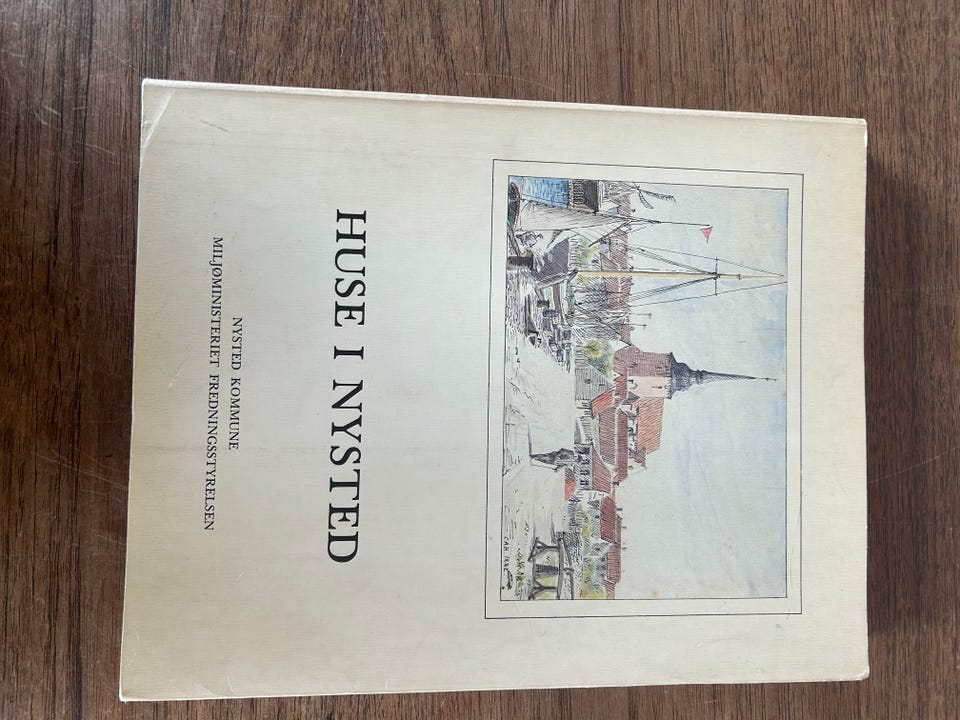 HUSE I NYSTED
NYSTED KOMMUNE
MILJØMINISTERIET FREDNINGSSTYRELSEN